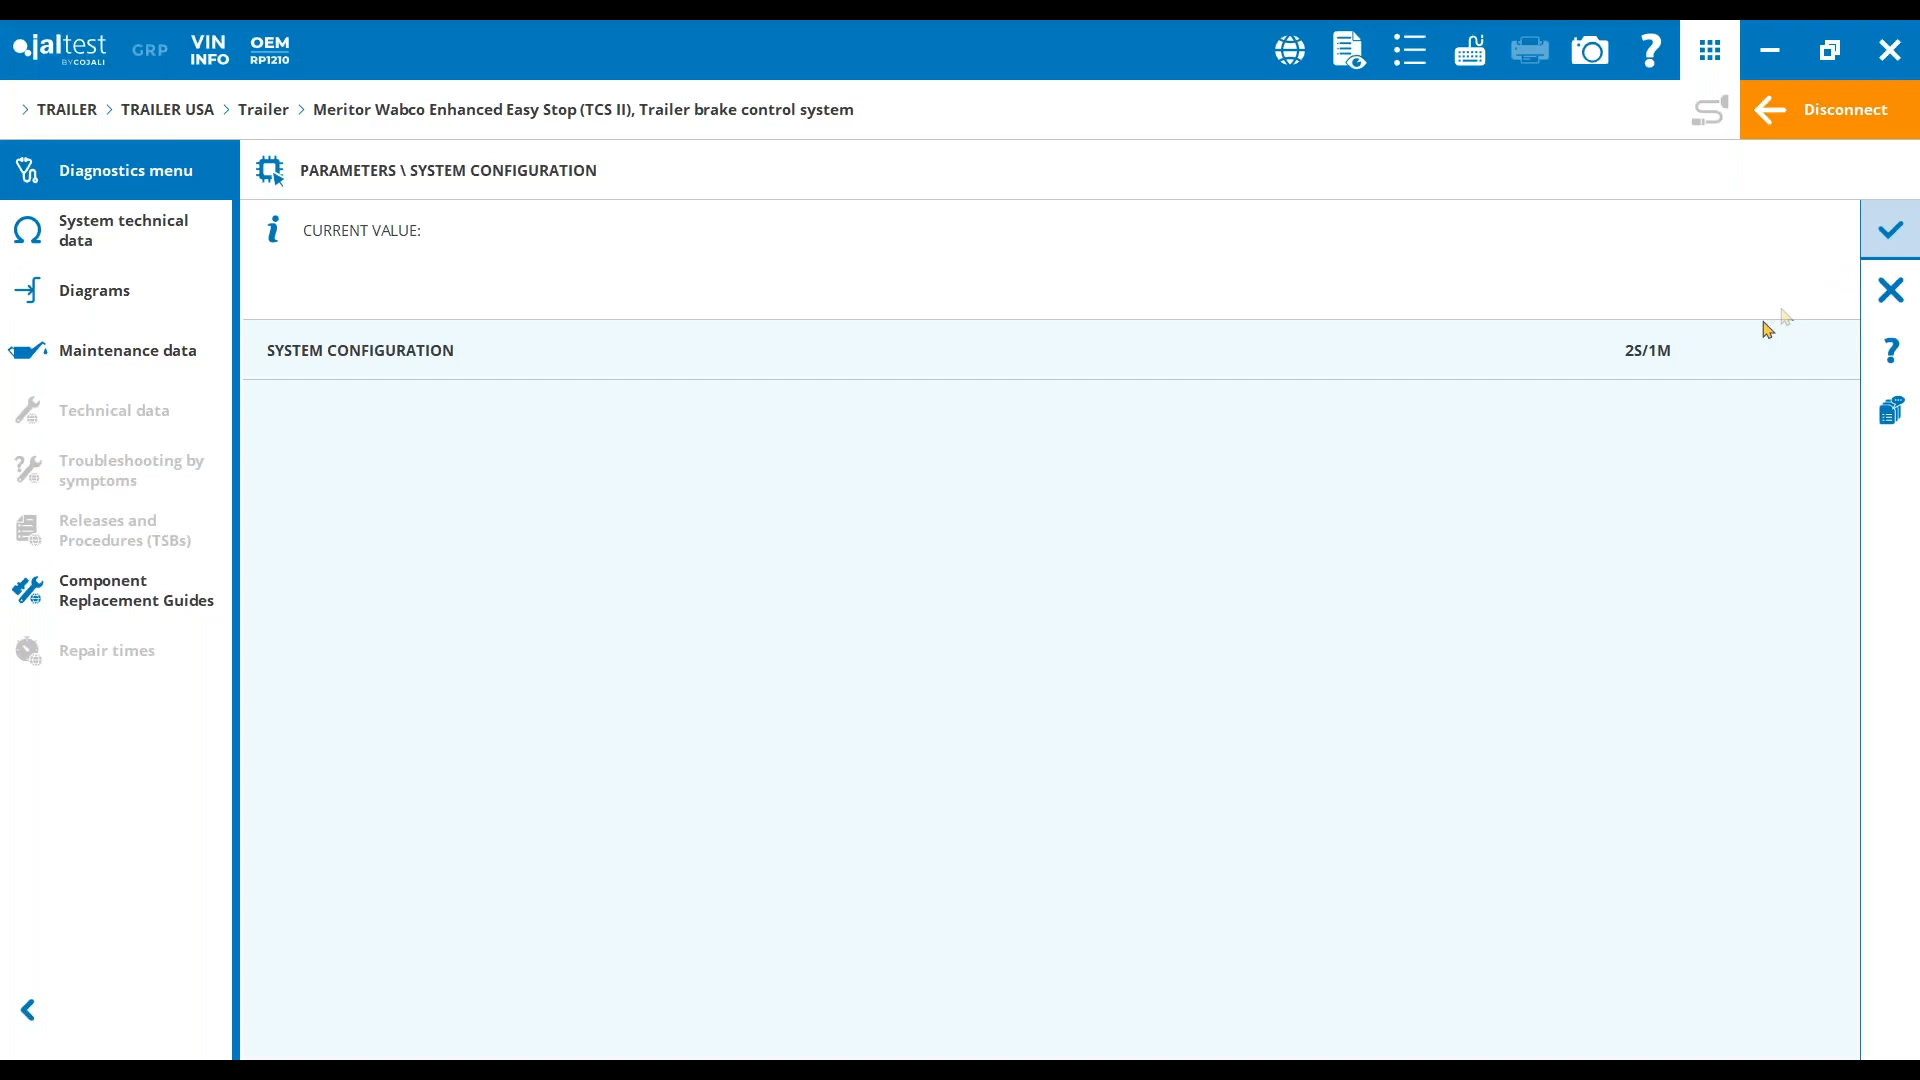 jaltest
BY COJALI
GRP
VIN
INFO
OEM
RP1210
?
> TRAILER > TRAILER USA > Trailer > Meritor Wabco Enhanced Easy Stop (TCS II), Trailer brake control system
Disconnect
Diagnostics menu
PARAMETERS \ SYSTEM CONFIGURATION
System technical
data
CURRENT VALUE:
Diagrams
Maintenance data
SYSTEM CONFIGURATION
2S/1M
?
Technical data
Troubleshooting by
symptoms
Releases and
Procedures (TSBs)
Component
Replacement Guides
Repair times